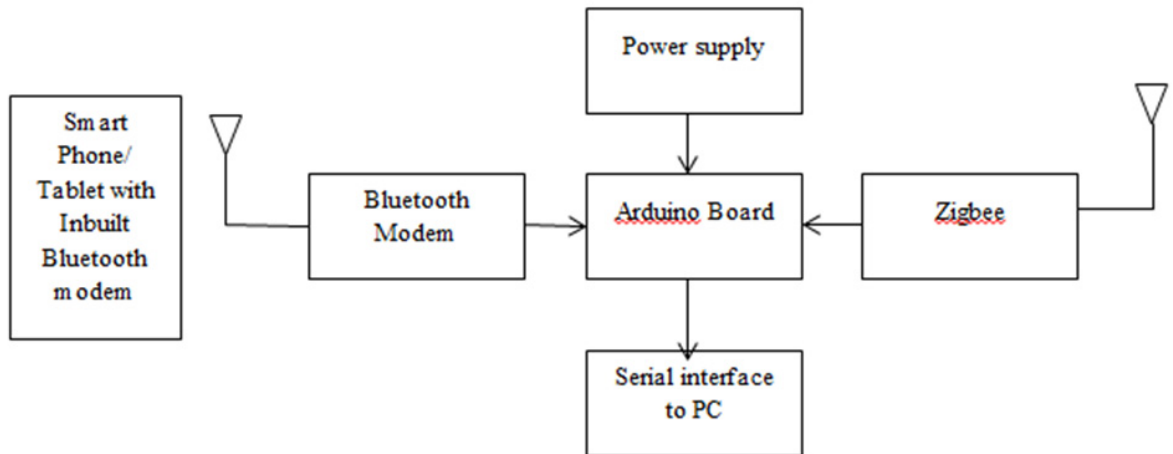 Power supply
Smart
Phone/
Tablet with
Inbuilt
Bluetooth
modem
Bluetooth
Modem
Arduino Board
Zigbee
Serial interface
to PC